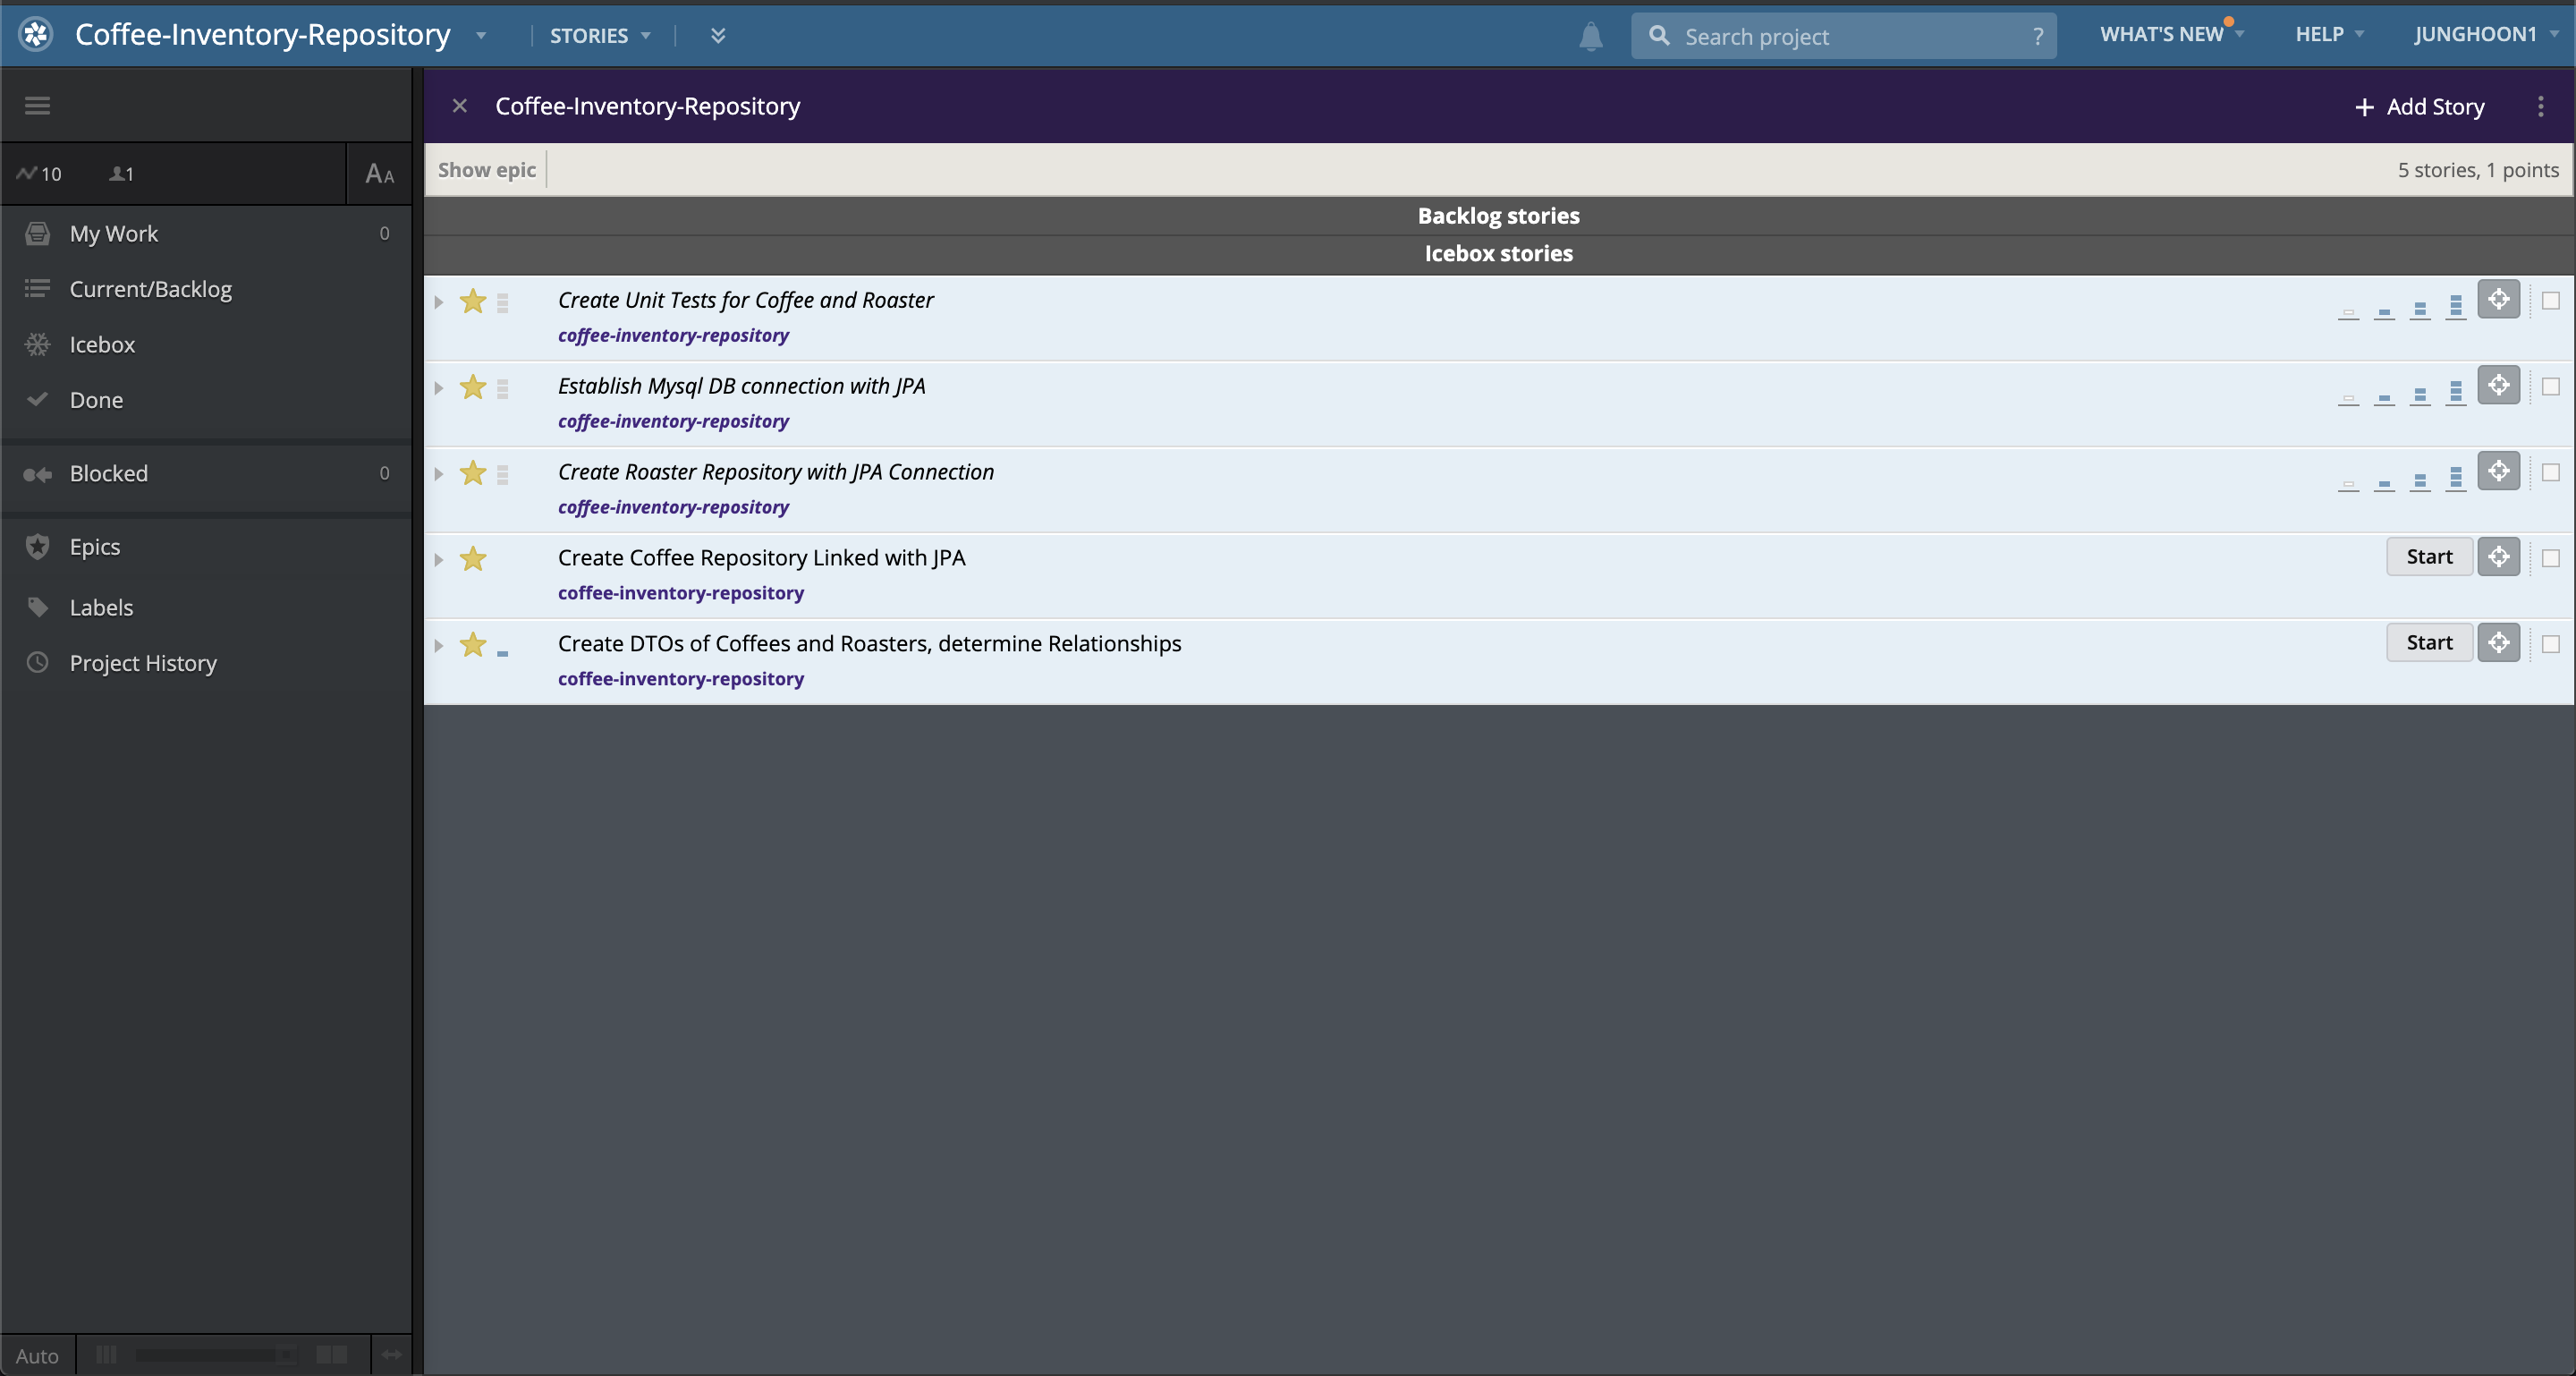 Coffee-Inventory-Repository STORIES Search project ? WHAT'S NEW HELP JUNGHOON1
Coffee-Inventory-Repository + Add Story
10 1 AA
Show epic 5 stories, 1 points
Backlog stories
Icebox stories
My Work 0
Current/Backlog
Icebox
Done
Blocked 0
Epics
Labels
Project History
Create Unit Tests for Coffee and Roaster
coffee-inventory-repository
Establish Mysql DB connection with JPA
coffee-inventory-repository
Create Roaster Repository with JPA Connection
coffee-inventory-repository
Create Coffee Repository Linked with JPA Start
coffee-inventory-repository
Create DTOs of Coffees and Roasters, determine Relationships Start
coffee-inventory-repository
Auto